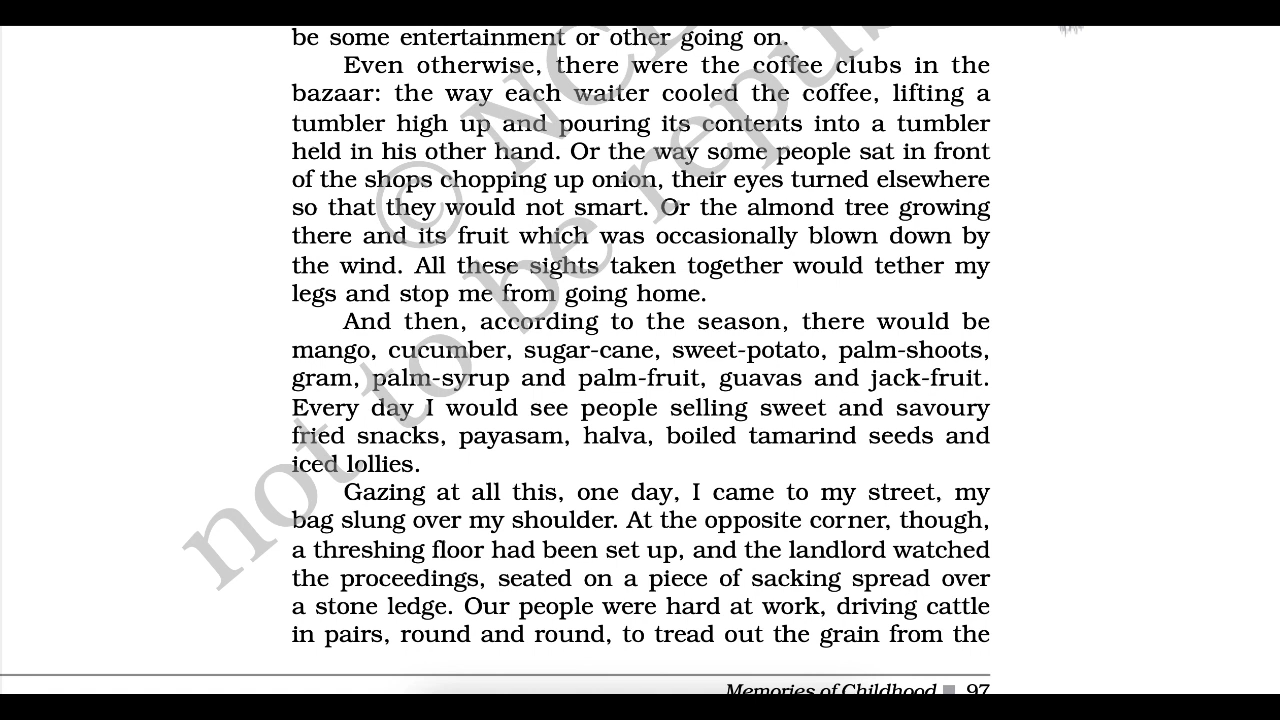 be some entertainment or other going on.
Even otherwise, there were the coffee clubs in the
bazaar: the way each waiter cooled the coffee, lifting a
tumbler high up and pouring its contents into a tumbler
held in his other hand. Or the way some people sat in front
of the shops chopping up onion, their eyes turned elsewhere
so that they would not smart. Or the almond tree growing
there and its fruit which was occasionally blown down by
the wind. All these sights taken together would tether my
legs and stop me from going home.
And then, according to the season, there would be
mango, cucumber, sugar-cane, sweet-potato, palm-shoots,
gram, palm-syrup and palm-fruit, guavas and jack-fruit.
Every day I would see people selling sweet and savoury
fried snacks, payasam, halva, boiled tamarind seeds and
iced lollies.
Gazing at all this, one day, I came to my street, my
bag slung over my shoulder. At the opposite corner, though,
a threshing floor had been set up, and the landlord watched
the proceedings, seated on a piece of sacking spread over
a stone ledge. Our people were hard at work, driving cattle
in pairs, round and round, to tread out the grain from the
Memories of Childhood 97
©
not to be